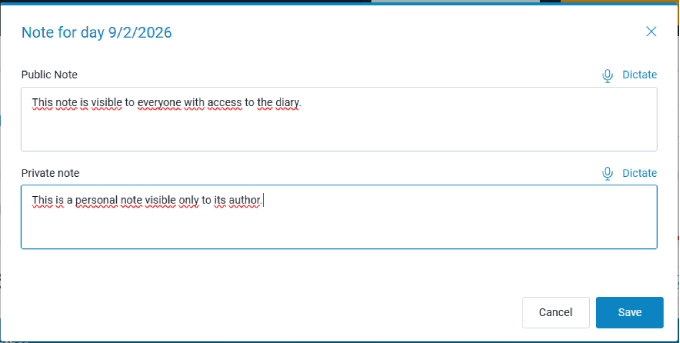 Note for day 9/2/2026
Public Note
Dictate
This note is visible to everyone with access to the diary.
Private note
Dictate
This is a personal note visible only to its author.
Cancel
Save